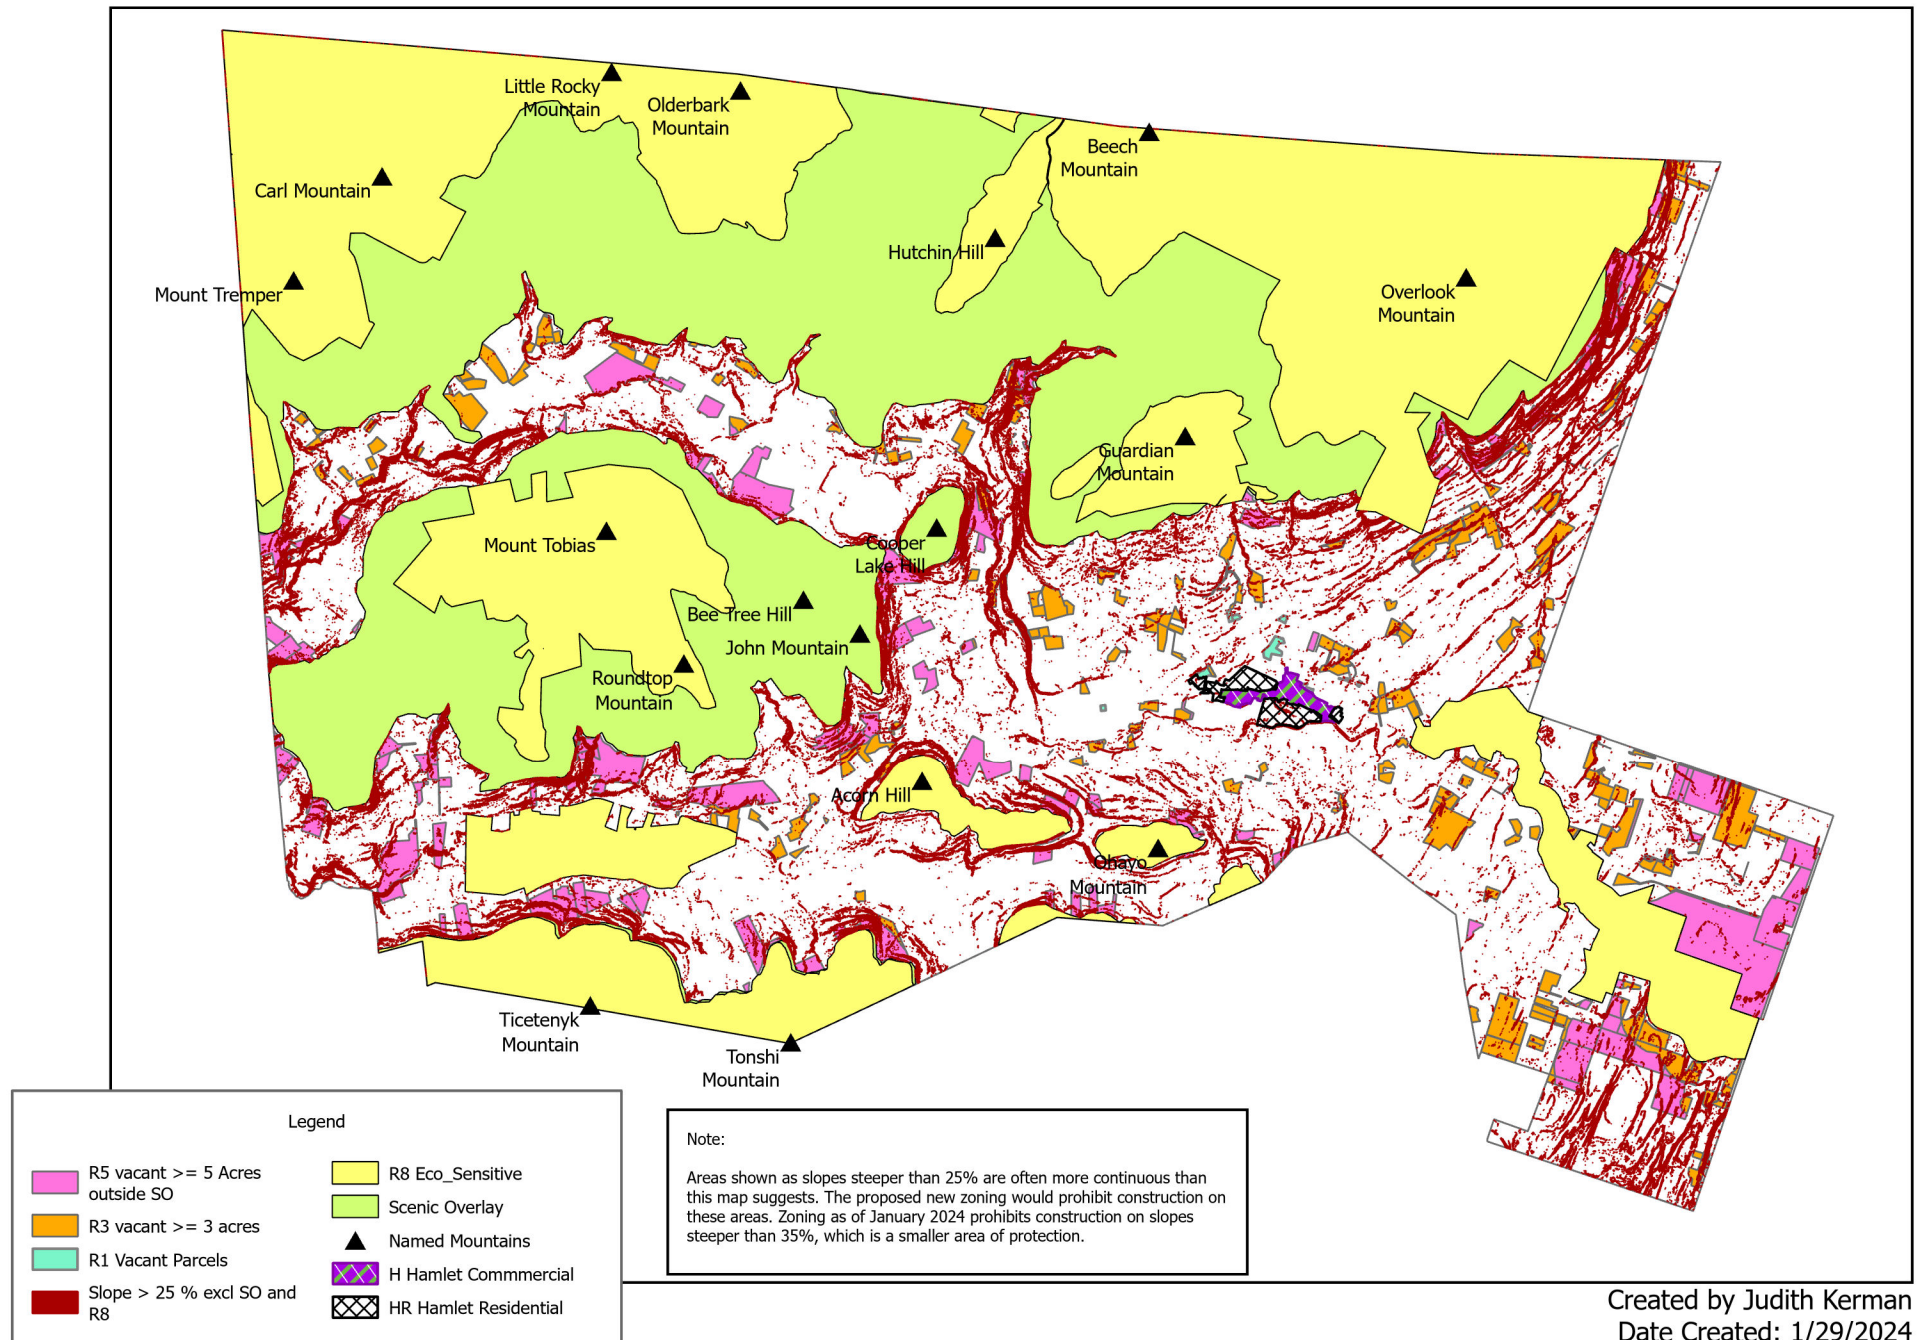 Little Rocky
Mountain
Olderbark
Mountain
Beech
Mountain
Carl Mountain
Hutchin Hill
Mount Tremper
Overlook
Mountain
Guardian
Mountain
Mount Tobias
Cooper
Lake Hill
Bee Tree Hill
John Mountain
Roundtop
Mountain
Acorn Hill
Ohayo
Mountain
Ticetenyk
Mountain
Tonshi
Mountain
Legend
R5 vacant >= 5 Acres
outside SO
R3 vacant >= 3 acres
R1 Vacant Parcels
Slope > 25 % excl SO and
R8
R8 Eco_Sensitive
Scenic Overlay
Named Mountains
H Hamlet Commmercial
HR Hamlet Residential
Note:
Areas shown as slopes steeper than 25% are often more continuous than
this map suggests. The proposed new zoning would prohibit construction on
these areas. Zoning as of January 2024 prohibits construction on slopes
steeper than 35%, which is a smaller area of protection.
Created by Judith Kerman
Date Created: 1/29/2024